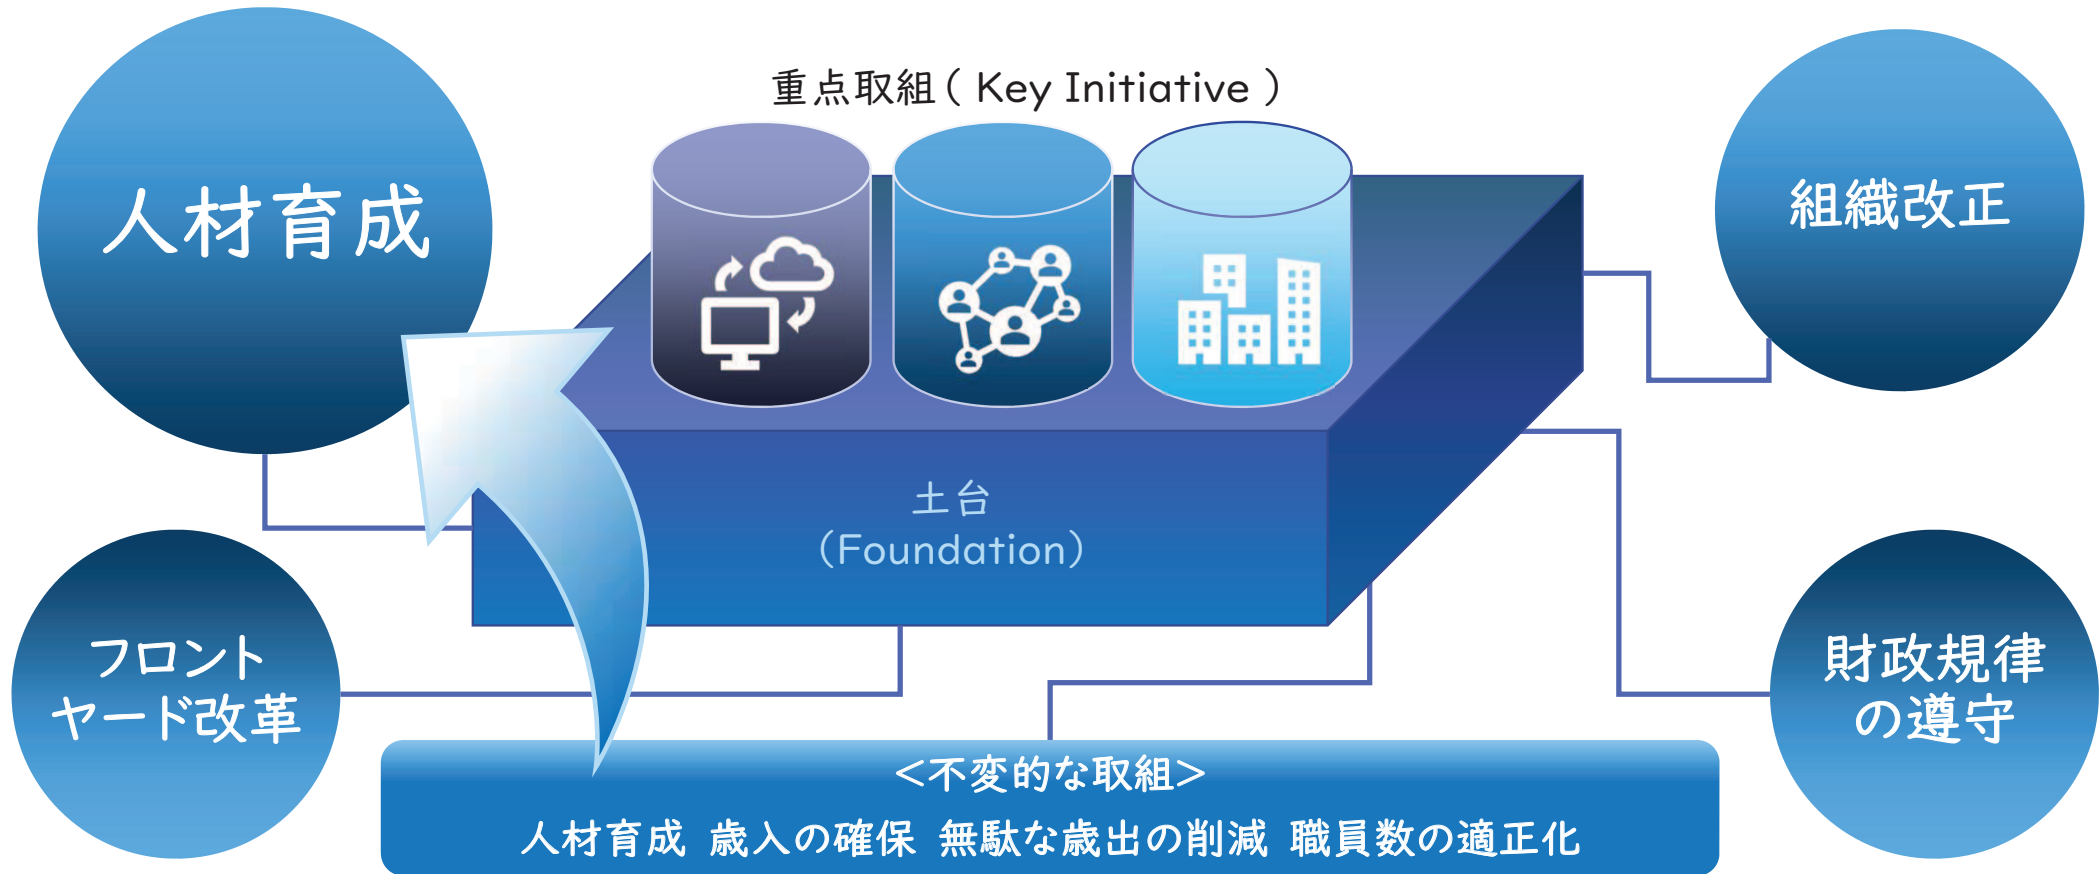 重点取組( Key Initiative )
人材育成
組織改正
土台
(Foundation)
フロント
ヤード改革
財政規律
の遵守
<不変的な取組>
人材育成 歳入の確保 無駄な歳出の削減 職員数の適正化